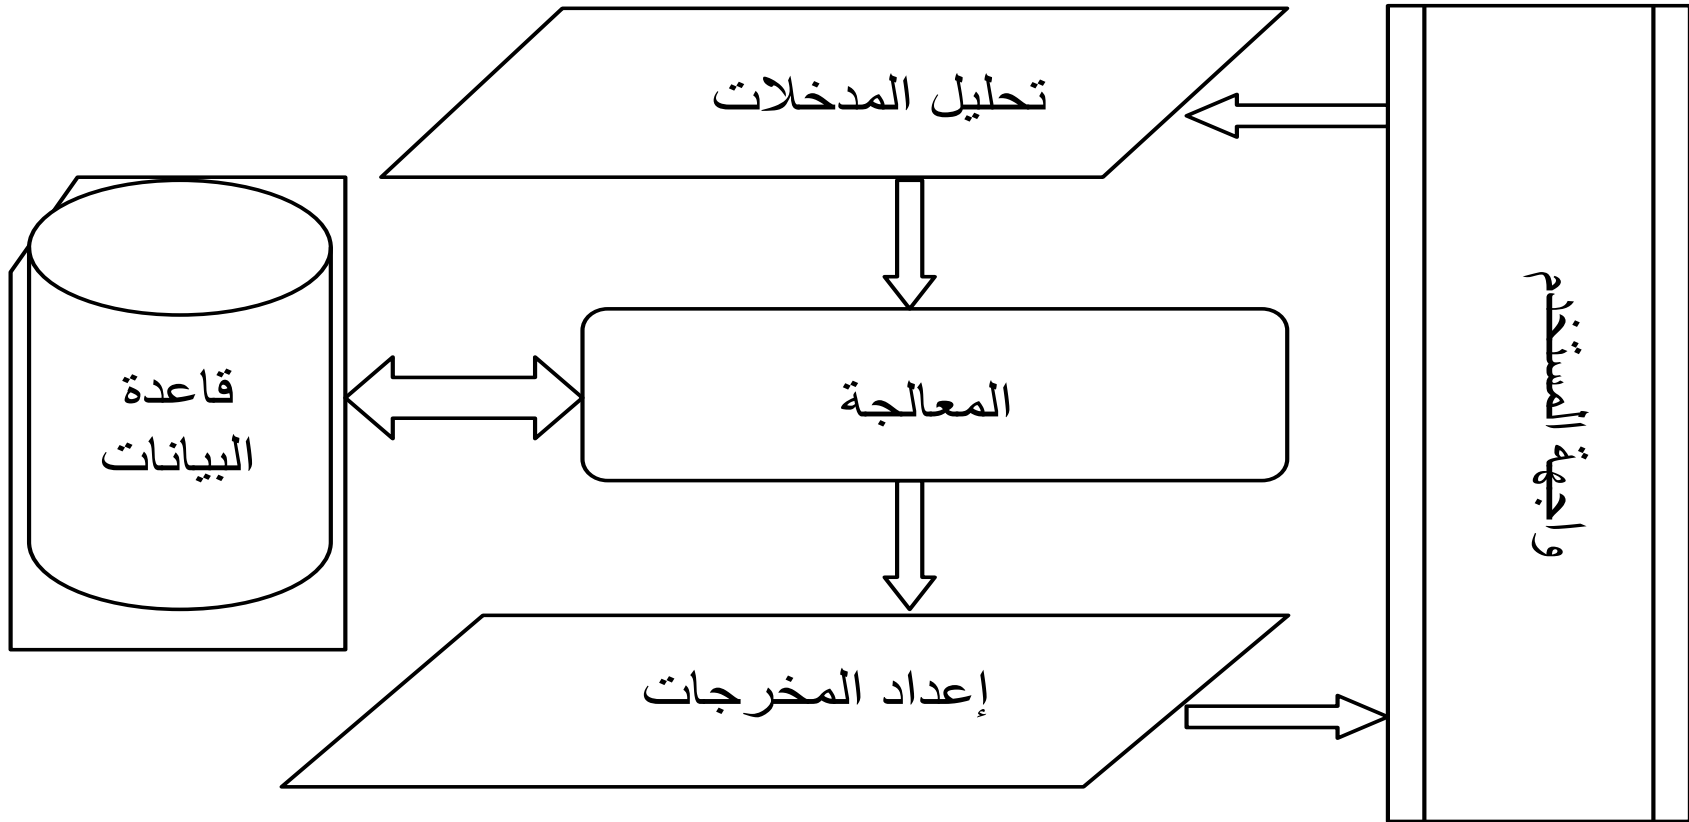 تحليل المدخلات
واجهة المستخدم
المعالجة
قاعدة
البيانات
إعداد المخرجات